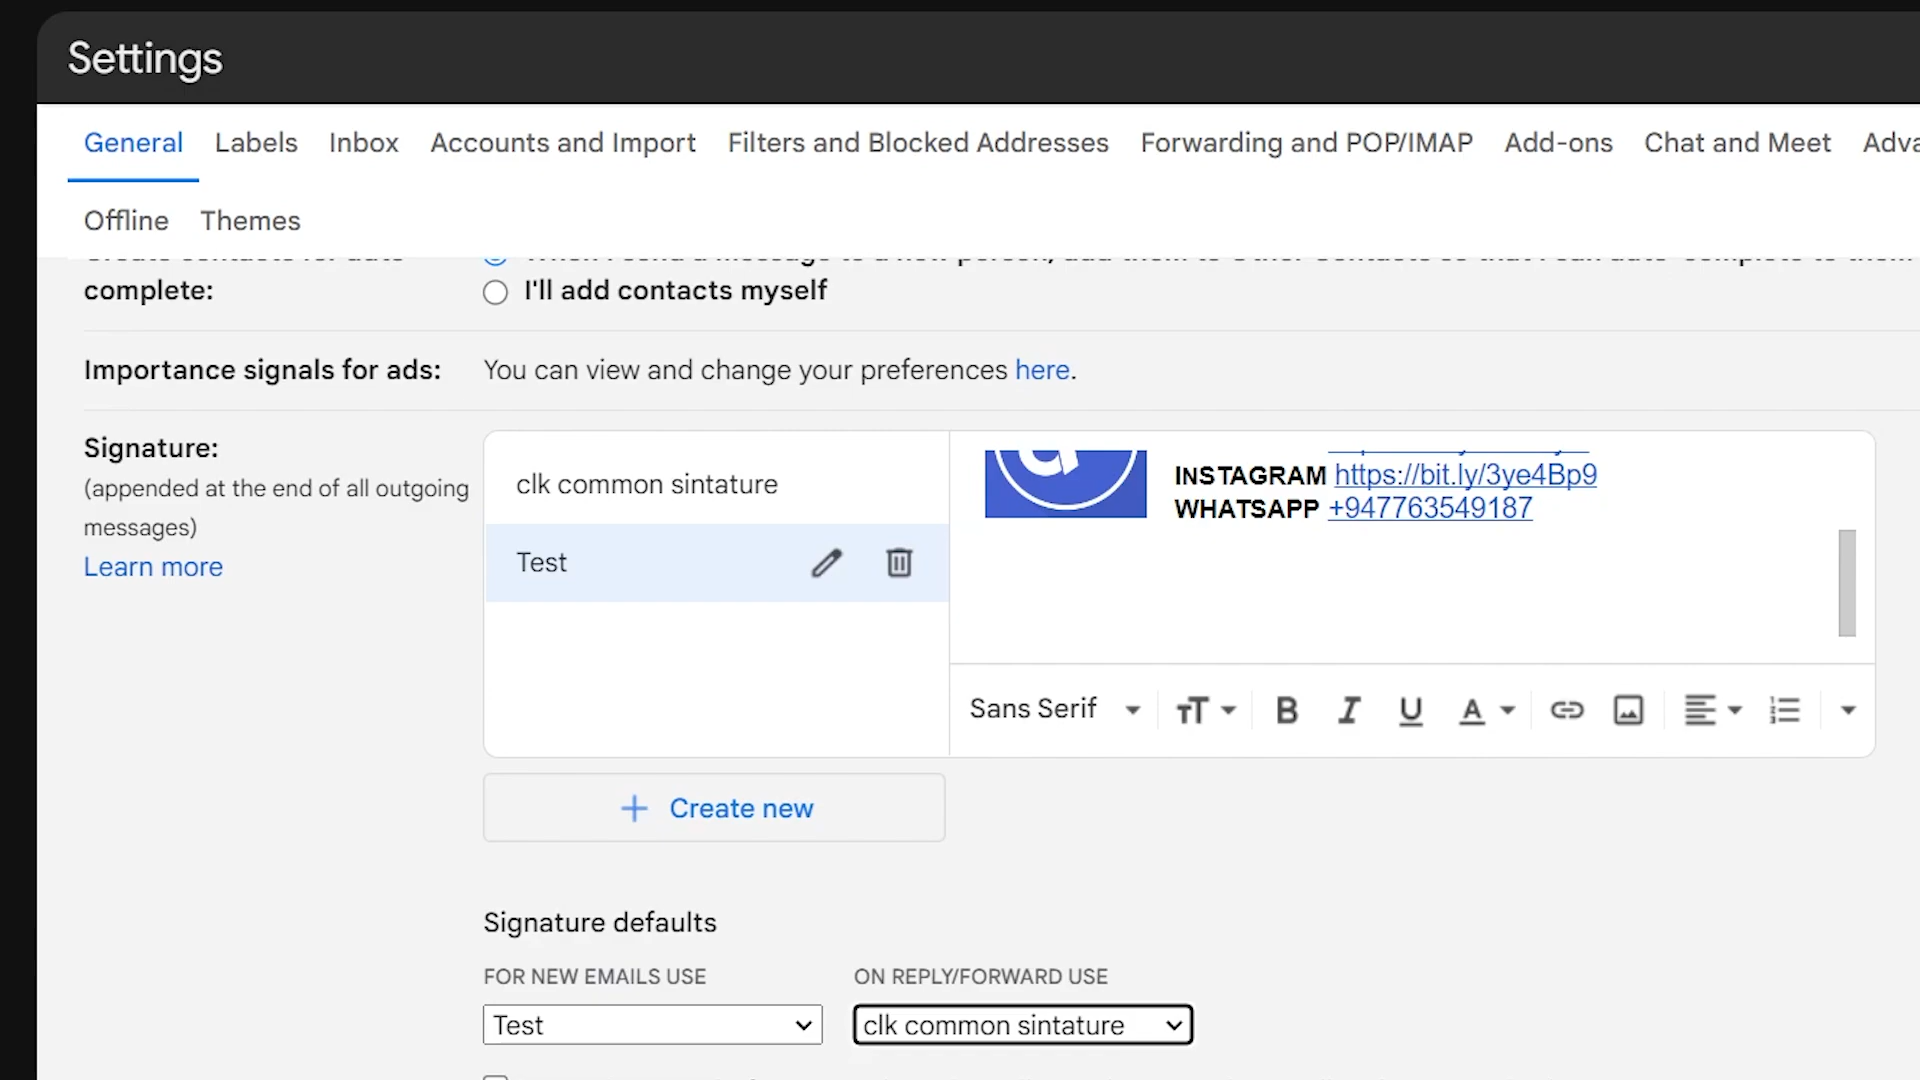 Settings
General Labels Inbox Accounts and Import Filters and Blocked Addresses Forwarding and POP/IMAP Add-ons Chat and Meet Adva
Offline Themes
complete:
I'll add contacts myself
Importance signals for ads: You can view and change your preferences here.
Signature:
(appended at the end of all outgoing
messages)
Learn more
clk common sintature
Test
INSTAGRAM https://bit.ly/3ye4Bp9
WHATSAPP +947763549187
Sans Serif
Create new
Signature defaults
FOR NEW EMAILS USE ON REPLY/FORWARD USE
Test clk common sintature